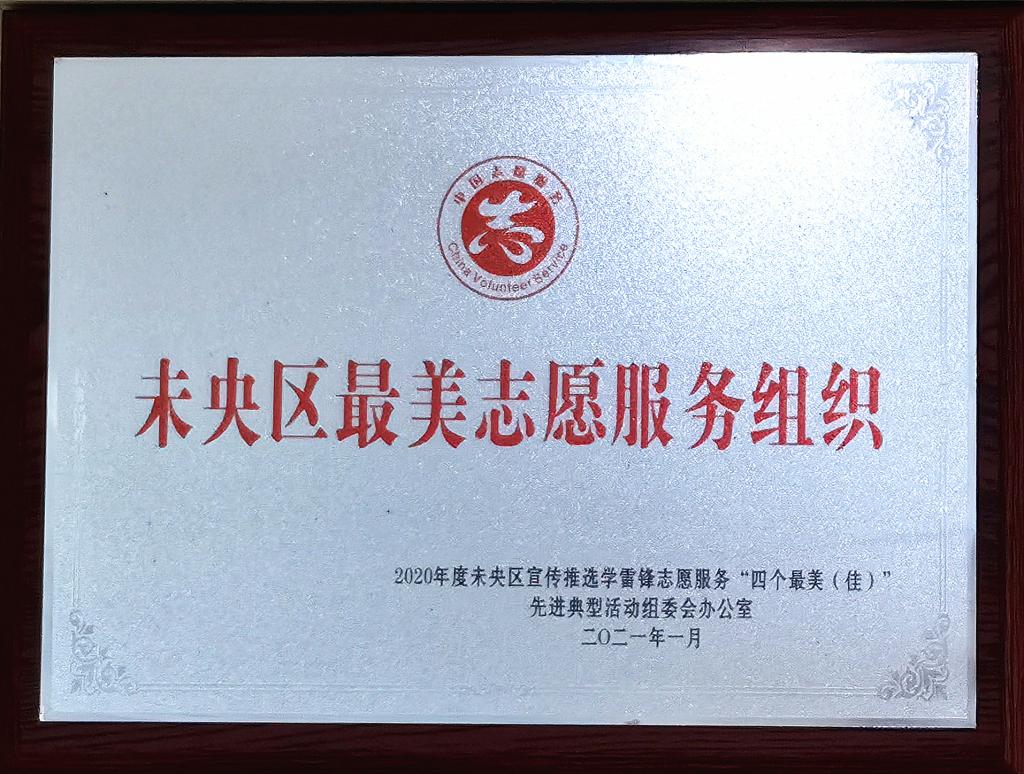 中国志愿服务
志
China Volunteer Service
未央区最美志愿服务组织
2020年度未央区宣传推选学雷锋志愿服务“四个最美（佳）”
先进典型活动组委会办公室
二〇二一年一月